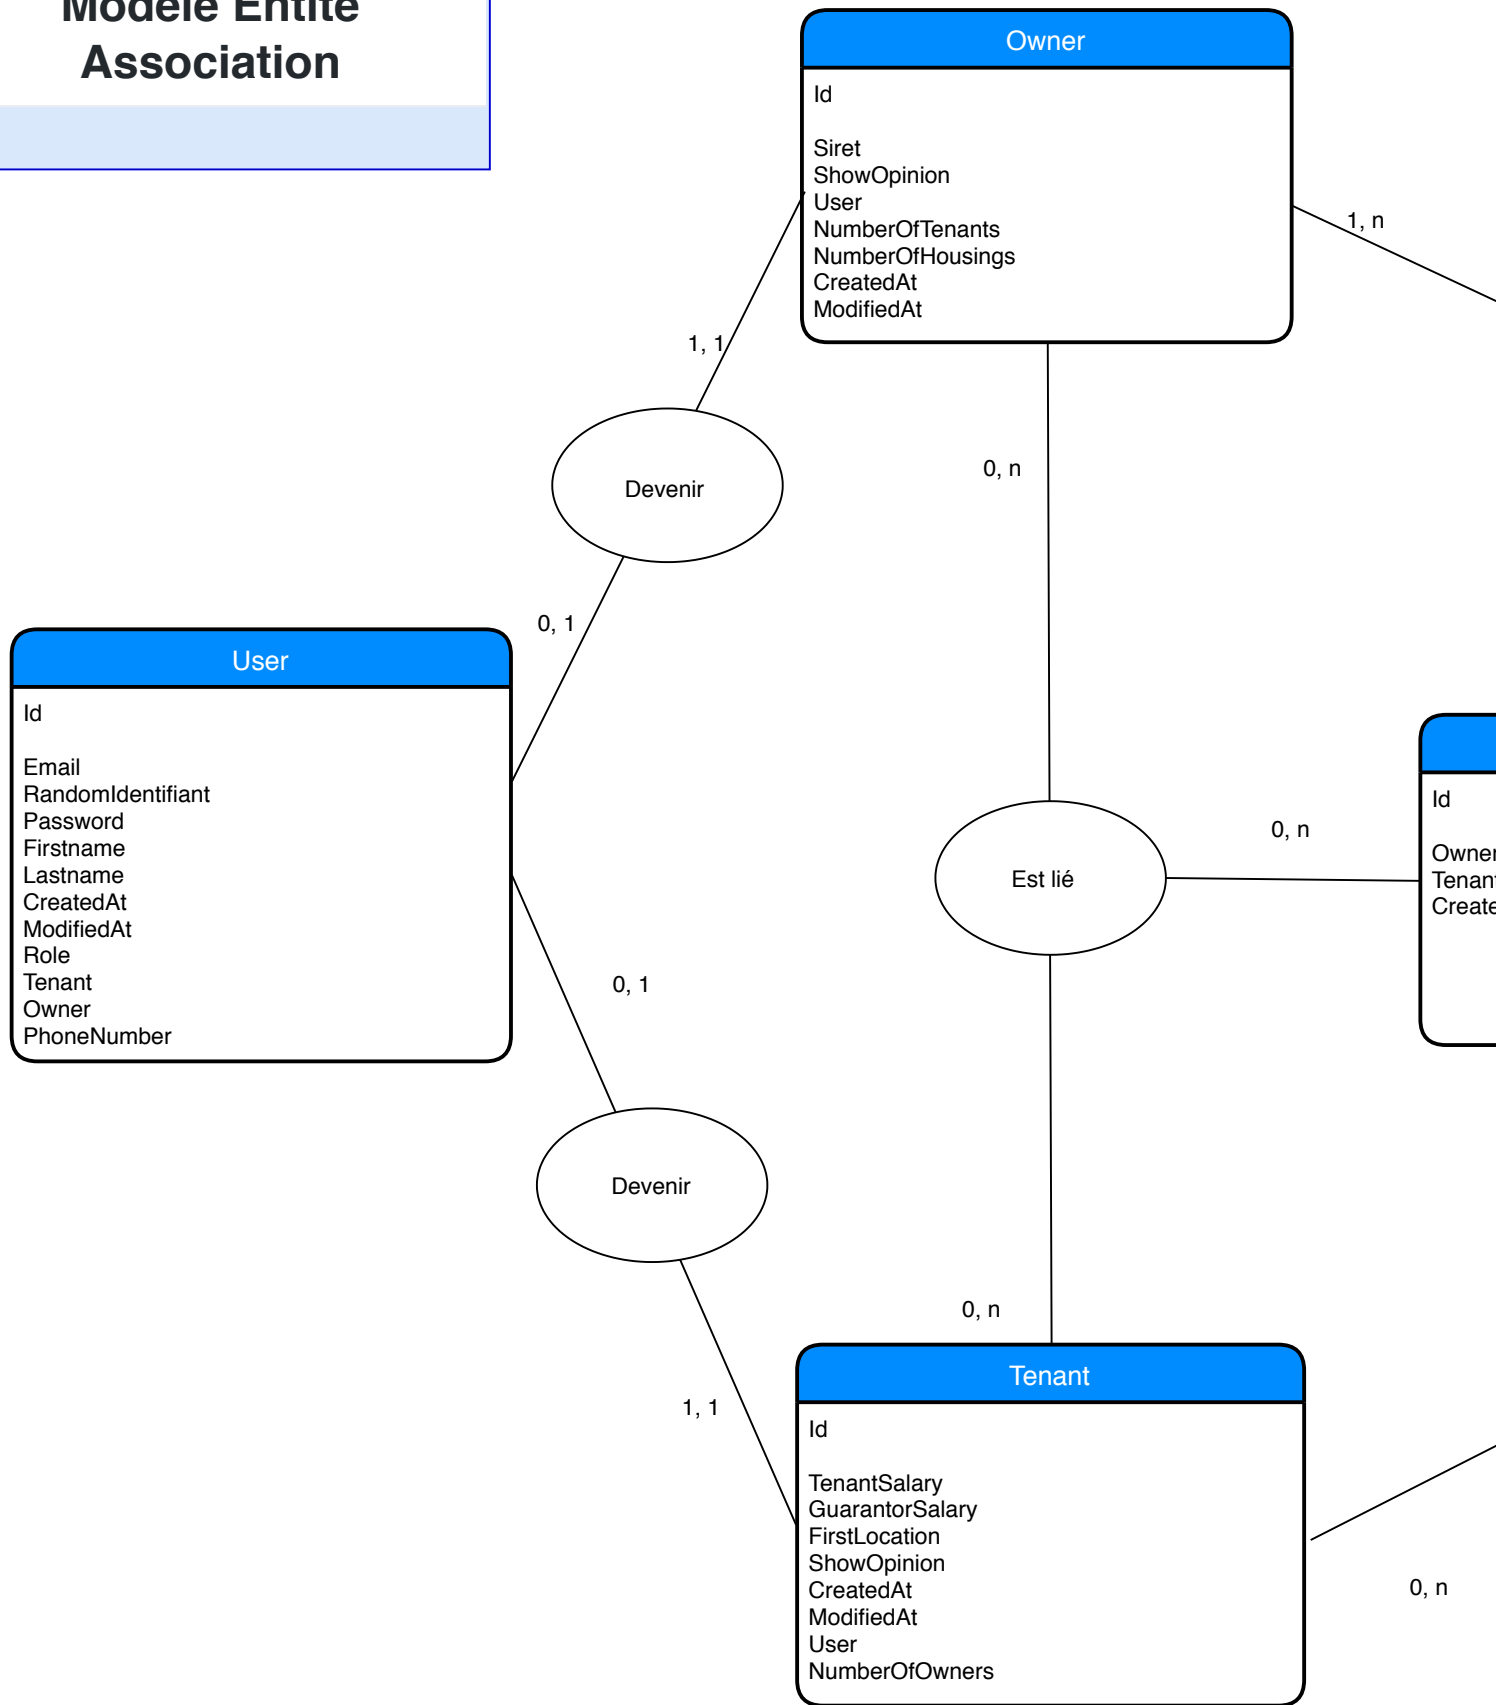 Modèle Entité
Association
Owner
Id
Siret
ShowOpinion
User
NumberOfTenants
NumberOfHousings
CreatedAt
ModifiedAt
1, n
1, 1
Devenir
0, n
0, 1
User
Id
Email
RandomIdentifiant
Password
Firstname
Lastname
CreatedAt
ModifiedAt
Role
Tenant
Owner
PhoneNumber
Est lié
0, n
Id
Owner
Tenant
0, 1
Devenir
0, n
1, 1
Tenant
Id
TenantSalary
GuarantorSalary
FirstLocation
ShowOpinion
CreatedAt
ModifiedAt
User
NumberOfOwners
0, n